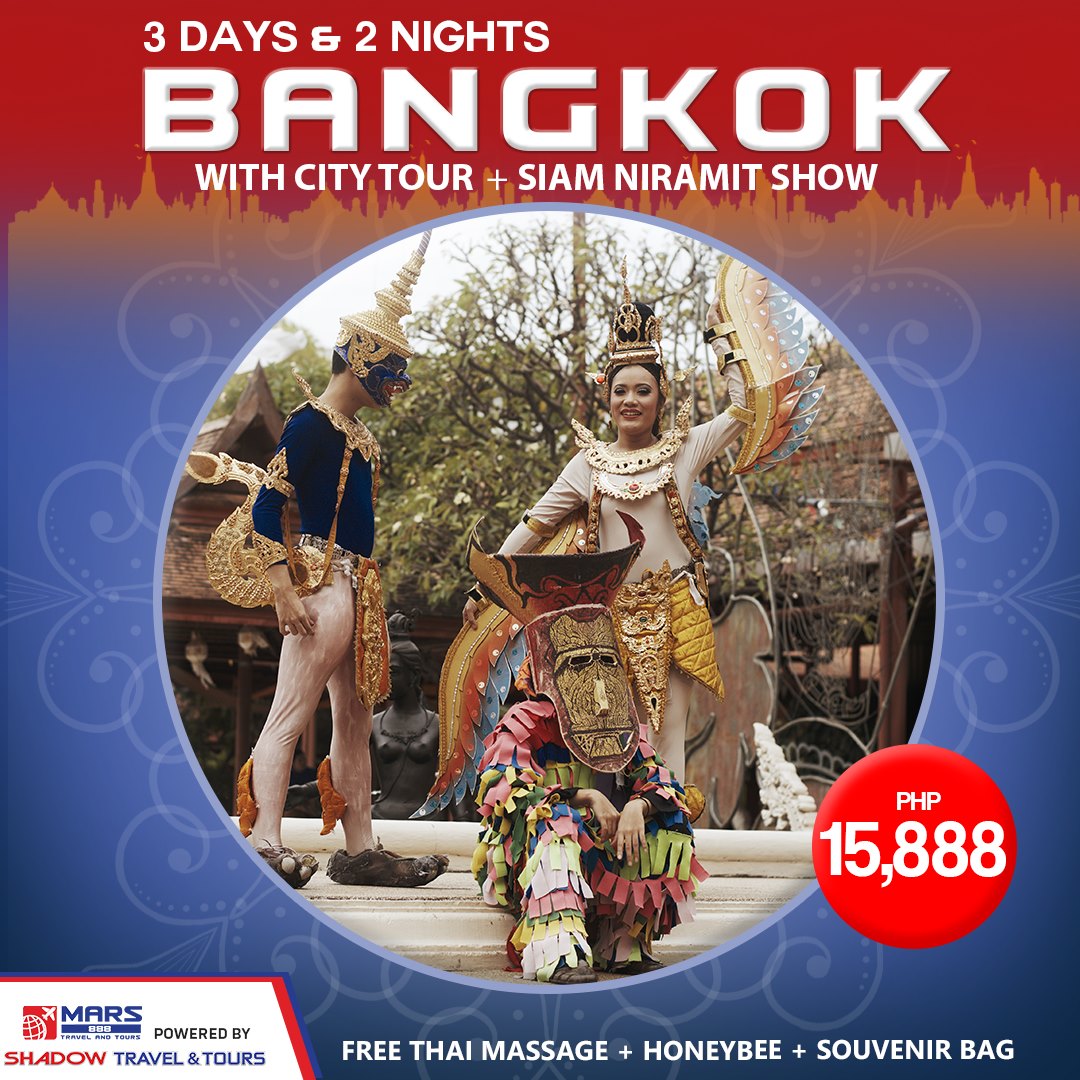 3 DAYS & 2 NIGHTS
BANGKOK
WITH CITY TOUR + SIAM NIRAMIT SHOW
PHP
15,888
MARS
888
TRAVEL AND TOURS
POWERED BY
SHADOW TRAVEL & TOURS
FREE THAI MASSAGE + HONEYBEE + SOUVENIR BAG